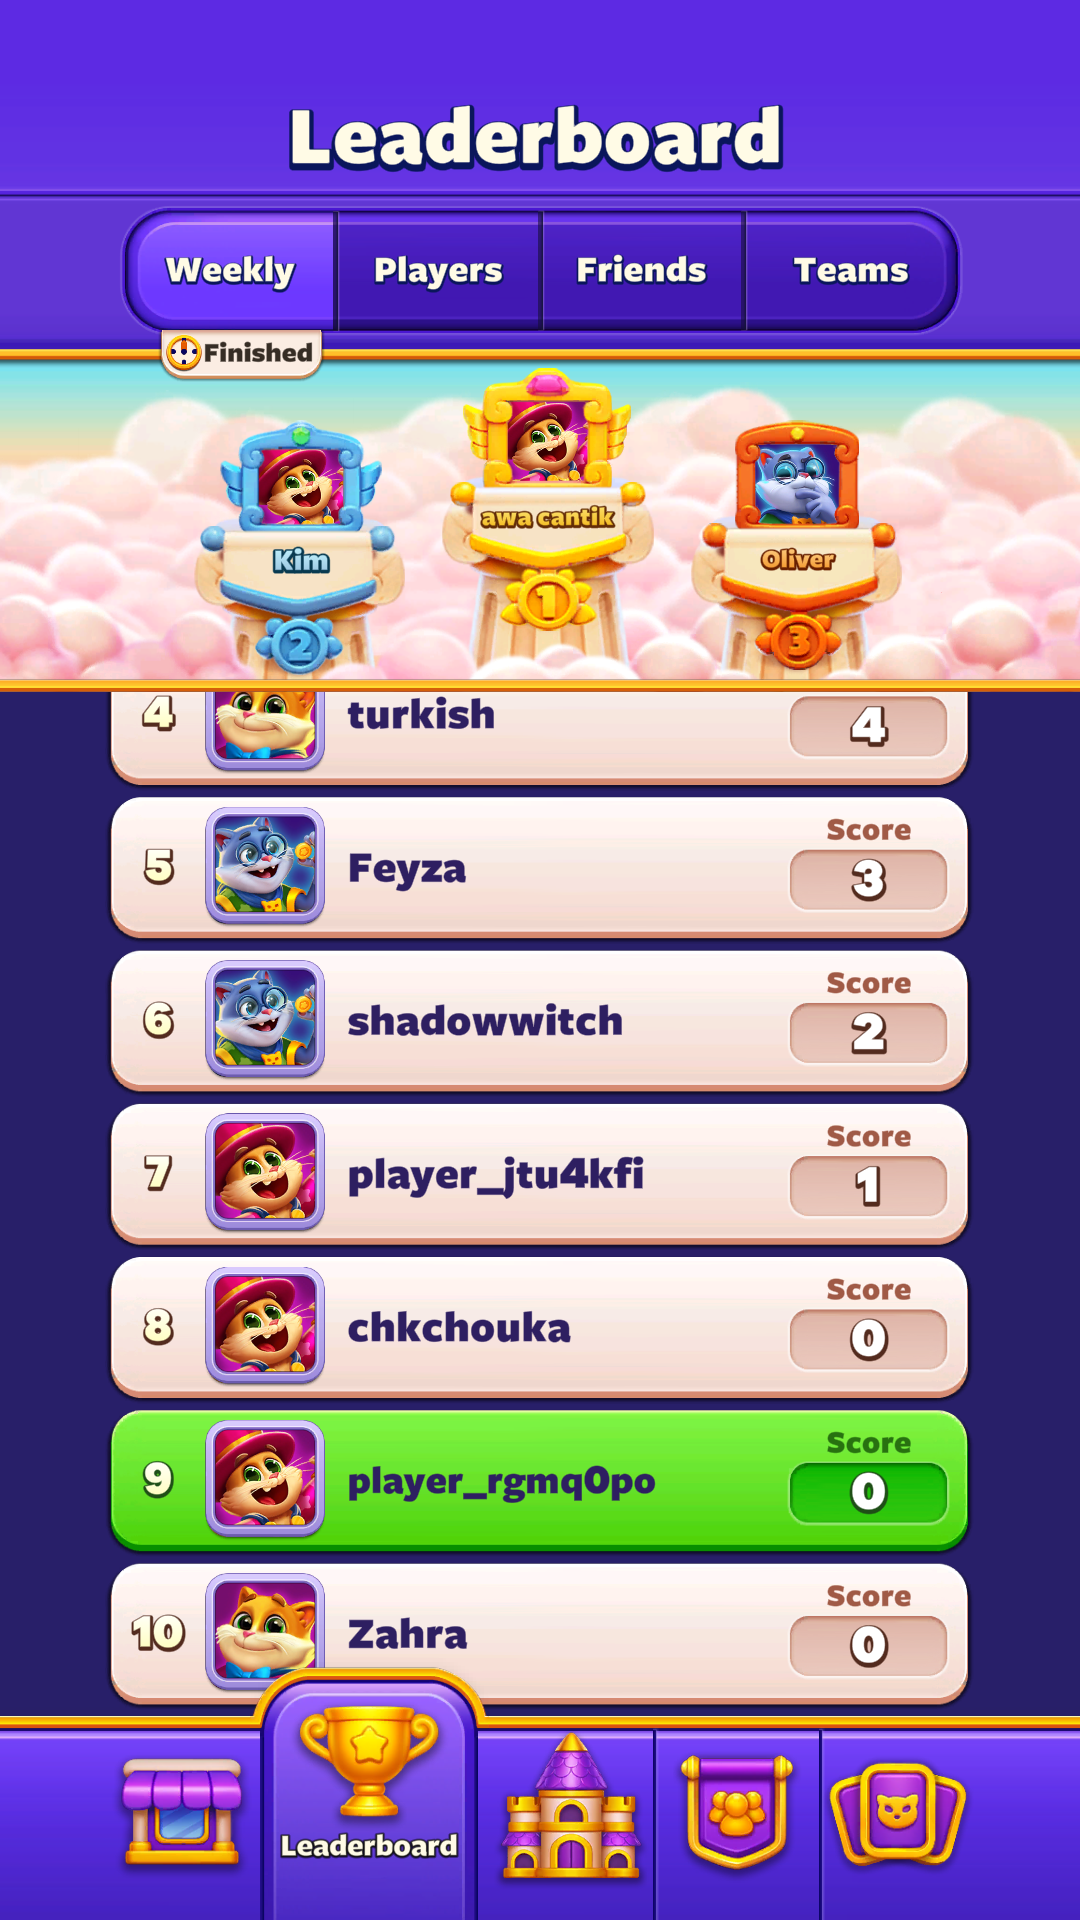 Leaderboard
Weekly
Players
Friends
Teams
Finished
awa cantik
Kim
Oliver
1
2
3
4
turkish
4
Score
5
Feyza
3
Score
6
shadowwitch
2
Score
7
player_jtu4kfi
1
Score
8
chkchouka
0
Score
9
player_rgmq0po
0
Score
10
Zahra
0
Leaderboard